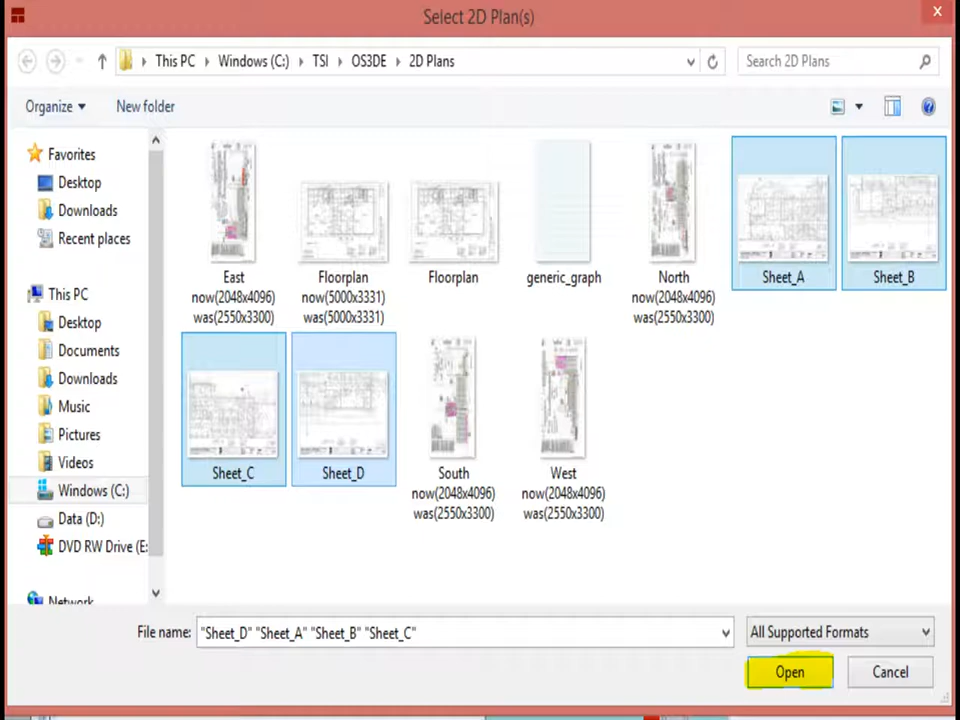 Select 2D Plan(s)
This PC
Windows (C:)
TSI
OS3DE
2D Plans
Search 2D Plans
Organize
New folder
Favorites
Desktop
Downloads
Recent places
This PC
Desktop
Documents
Downloads
Music
Pictures
Videos
Windows (C:)
Data (D:)
DVD RW Drive (E:
Network
East
now(2048x4096)
was(2550x3300)
Floorplan
now(5000x3331)
was(5000x3331)
Floorplan
generic_graph
North
now(2048x4096)
was(2550x3300)
Sheet_A
Sheet_B
Sheet_C
Sheet_D
South
now(2048x4096)
was(2550x3300)
West
now(2048x4096)
was(2550x3300)
File name:
"Sheet_D" "Sheet_A" "Sheet_B" "Sheet_C"
All Supported Formats
Open
Cancel